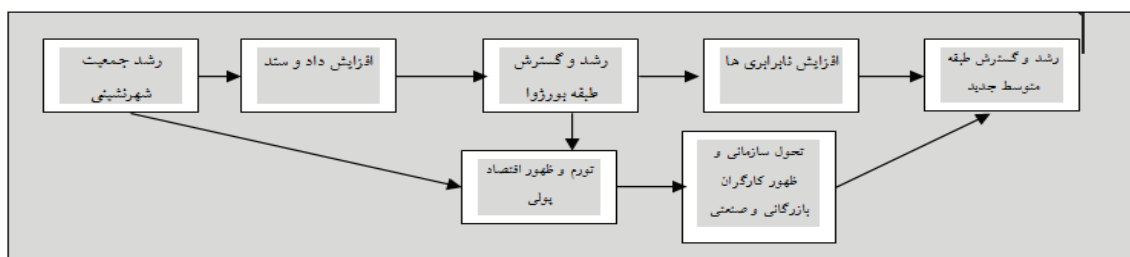 رشد جمعیت
شهرنشینی
افزایش داد و ستد
رشد و گسترش
طبقه بورژوا
افزایش نابرابری ها
رشد و گسترش طبقه
متوسط جدید
تورم و ظهور اقتصاد
پولی
تحول سازمانی و
ظهور کارگران
بازرگانی و صنعتی